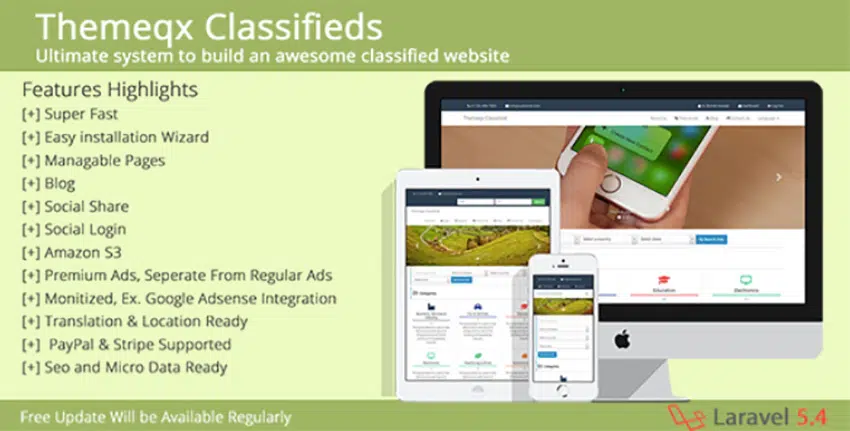 Themeqx Classifieds
Ultimate system to build an awesome classified website
Features Highlights
[+] Super Fast
[+] Easy installation Wizard
[+] Managable Pages
[+] Blog
[+] Social Share
[+] Social Login
[+] Amazon S3
[+] Premium Ads, Seperate From Regular Ads
[+] Monitized, Ex. Google Adsense Integration
[+] Translation & Location Ready
[+] PayPal & Stripe Supported
[+] Seo and Micro Data Ready
Themeqx Classified
Education
Electronics
Free Update Will be Available Regularly
Laravel 5.4